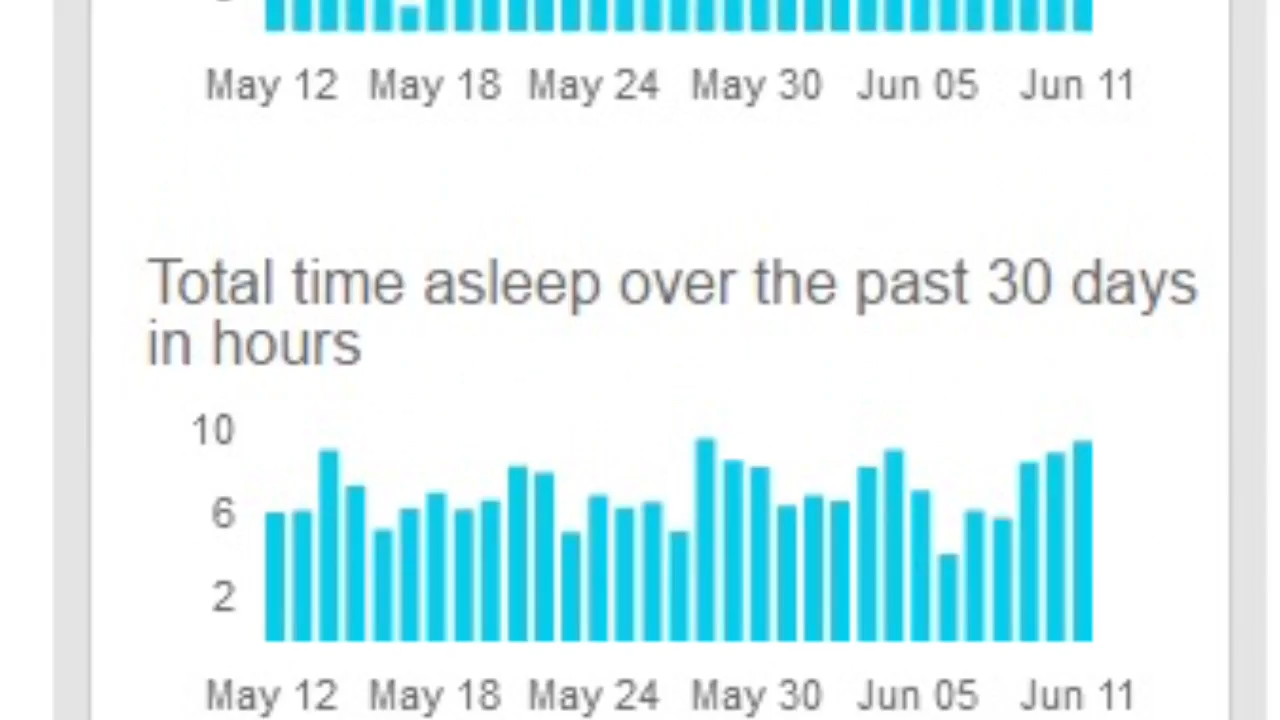 May 12 May 18 May 24 May 30 Jun 05 Jun 11
Total time asleep over the past 30 days
in hours
10
6
2
May 12 May 18 May 24 May 30 Jun 05 Jun 11